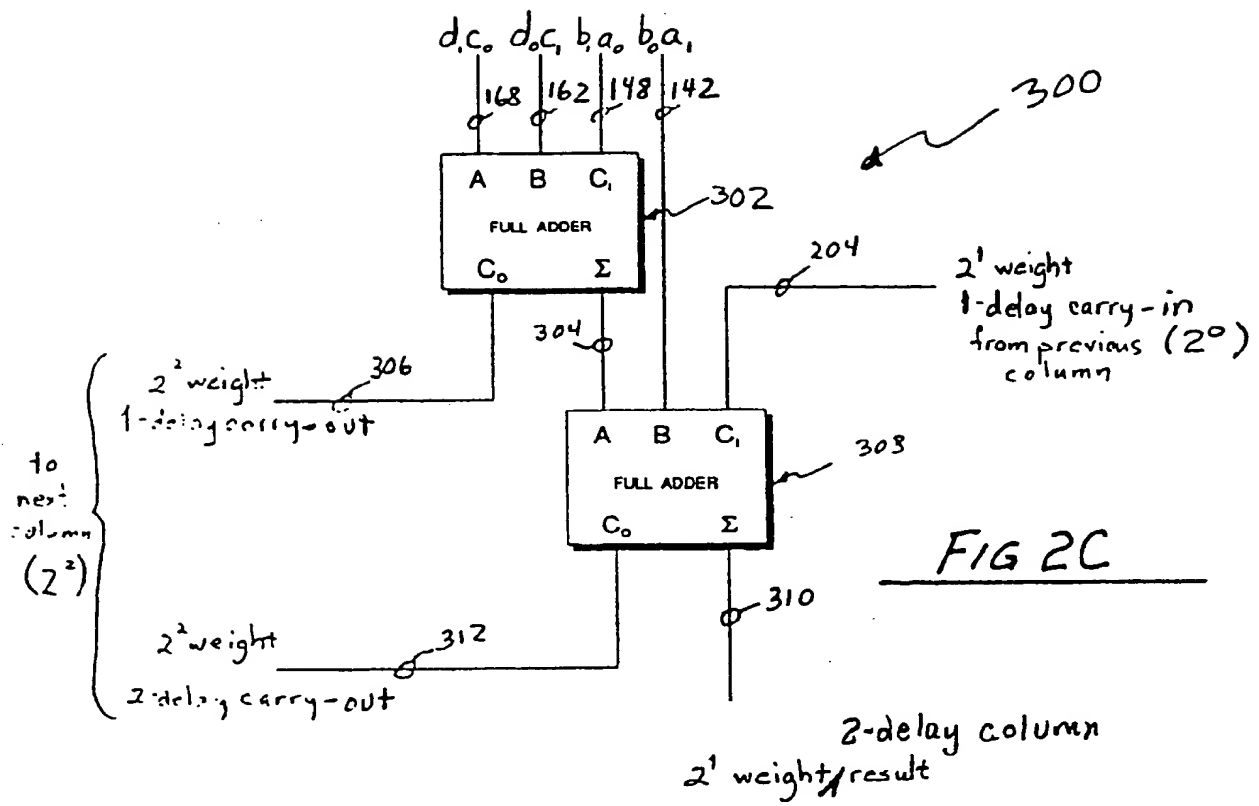 d₁c₀ d₀c₁ b₁a₀ b₀a₁
168 162 148 142
300
A B C₁
302
FULL ADDER
C₀ Σ
204
2¹ weight
1-delay carry-in
from previous (2⁰)
column
304
306
2² weight
1-delay carry-out
A B C₁
303
FULL ADDER
C₀ Σ
to
next
column
(2²)
FIG 2C
310
312
2² weight
2-delay carry-out
2-delay column
2¹ weight result